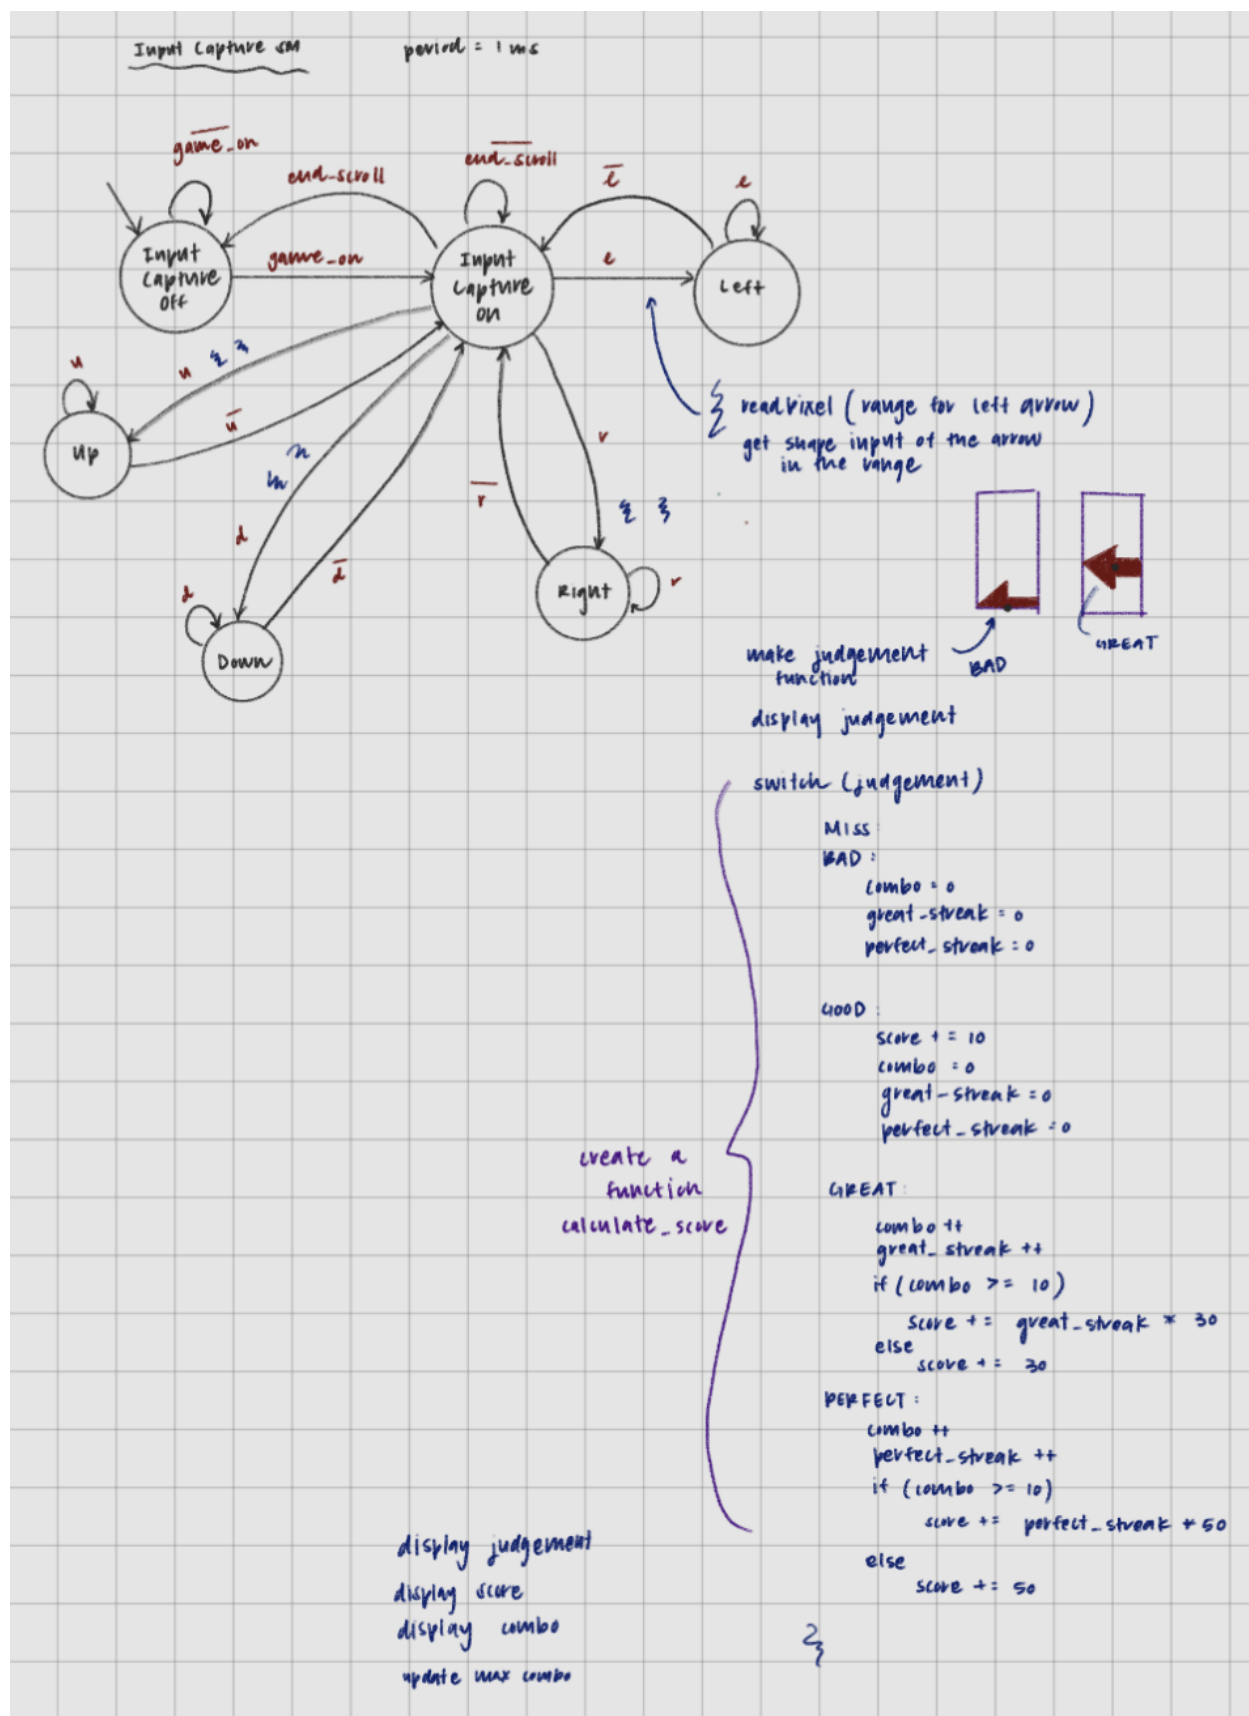 Input Capture SM
period = 1 ms
game_on
end_scroll
end_scroll
l
l
Input
Capture
Off
game_on
Input
Capture
on
l
Left
u
u { }
u
Up
{ }
d
d
d
Down
r
r
{ }
Right
r
{ readPixel (range for left arrow)
get shape input of the arrow
in the range
make judgement
function
BAD
GREAT
display judgement
switch (judgement)
MISS :
BAD :
combo = 0
great_streak = 0
perfect_streak = 0
GOOD :
score += 10
combo = 0
great_streak = 0
perfect_streak = 0
create a
function
calculate_score
GREAT :
combo ++
great_streak ++
if (combo >= 10)
score += great_streak * 30
else
score += 30
PERFECT :
combo ++
perfect_streak ++
if (combo >= 10)
score += perfect_streak * 50
else
score += 50
}
display judgement
display score
display combo
update max combo